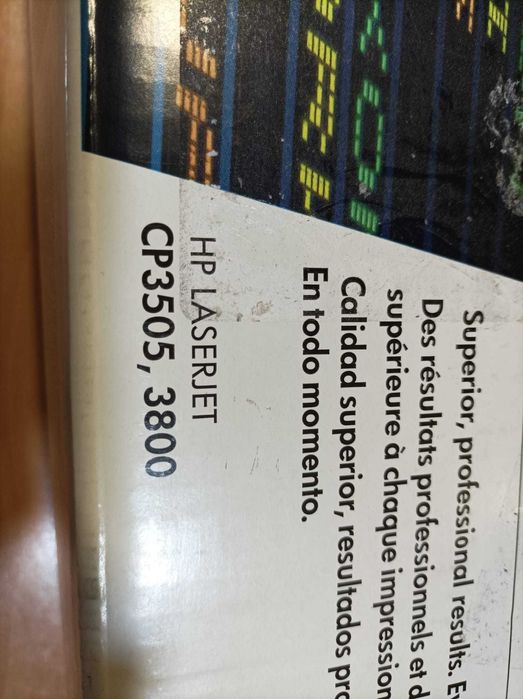 Superior, professional results. E
Des résultats professionnels et d
supérieure à chaque impression
Calidad superior, resultados pro
En todo momento.
HP LASERJET
CP3505, 3800